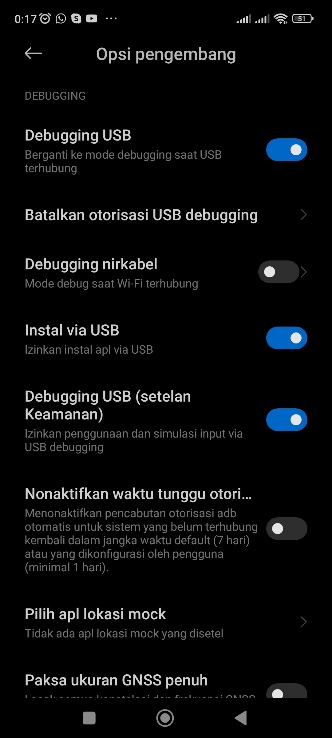 0:17
51
Opsi pengembang
DEBUGGING
Debugging USB
Berganti ke mode debugging saat USB
terhubung
Batalkan otorisasi USB debugging
Debugging nirkabel
Mode debug saat Wi-Fi terhubung
Instal via USB
Izinkan instal apl via USB
Debugging USB (setelan
Keamanan)
Izinkan penggunaan dan simulasi input via
USB debugging
Nonaktifkan waktu tunggu otori...
Menonaktifkan pencabutan otorisasi adb
otomatis untuk sistem yang belum terhubung
kembali dalam jangka waktu default (7 hari)
atau yang dikonfigurasi oleh pengguna
(minimal 1 hari).
Pilih apl lokasi mock
Tidak ada apl lokasi mock yang disetel
Paksa ukuran GNSS penuh